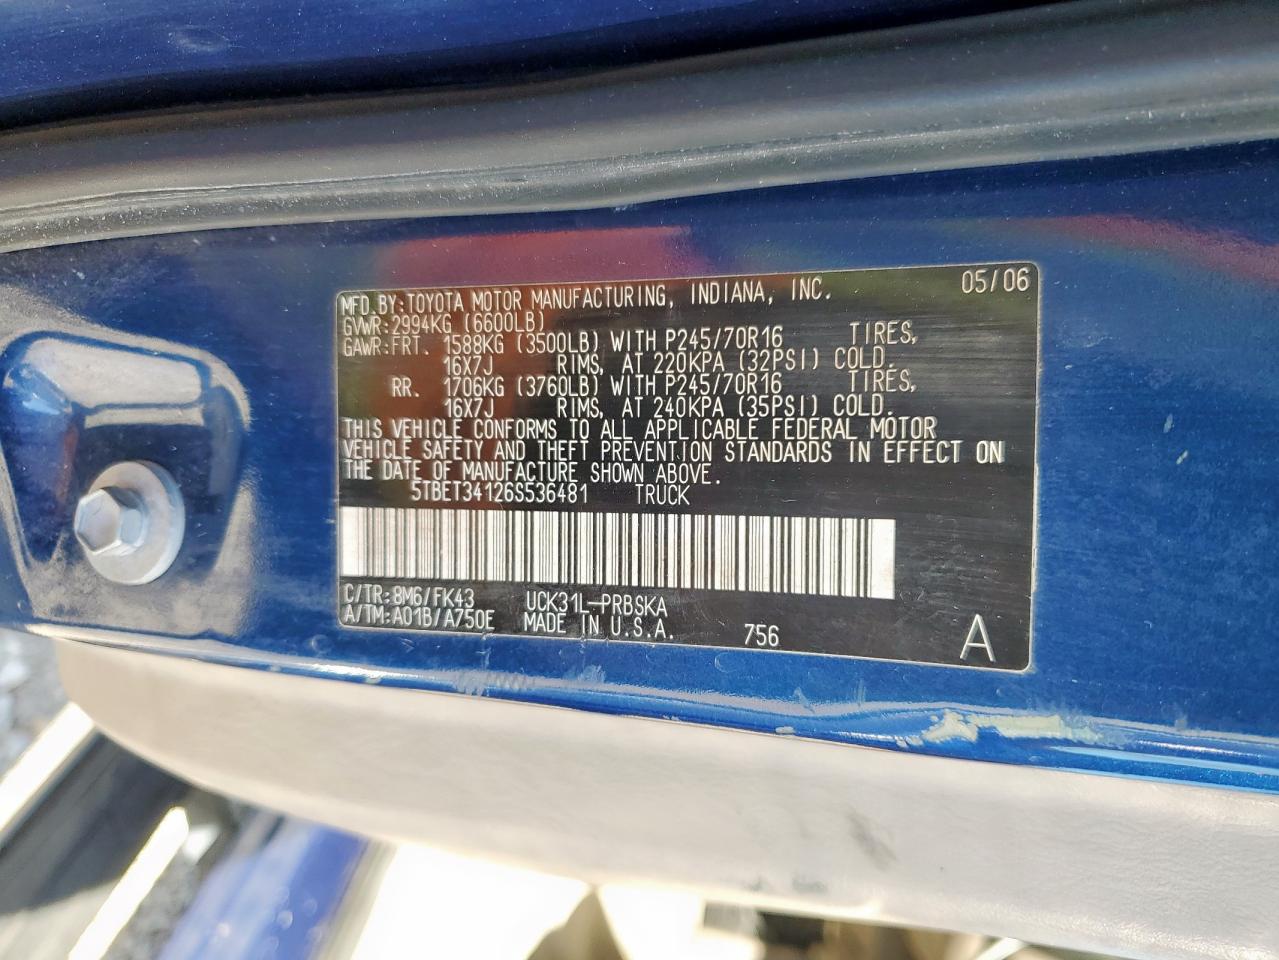 MFD.BY:TOYOTA MOTOR MANUFACTURING, INDIANA, INC. 05/06
GVWR:2994KG (6600LB)
GAWR:FRT. 1588KG (3500LB) WITH P245/70R16 TIRES,
16X7J RIMS, AT 220KPA (32PSI) COLD.
RR. 1706KG (3760LB) WITH P245/70R16 TIRES,
16X7J RIMS, AT 240KPA (35PSI) COLD.
THIS VEHICLE CONFORMS TO ALL APPLICABLE FEDERAL MOTOR
VEHICLE SAFETY AND THEFT PREVENTION STANDARDS IN EFFECT ON
THE DATE OF MANUFACTURE SHOWN ABOVE.
5TBET34126S536481 TRUCK
C/TR:8M6/FK43 UCK31L-PRBSKA
A/TM:A01B/A750E MADE IN U.S.A. 756 A